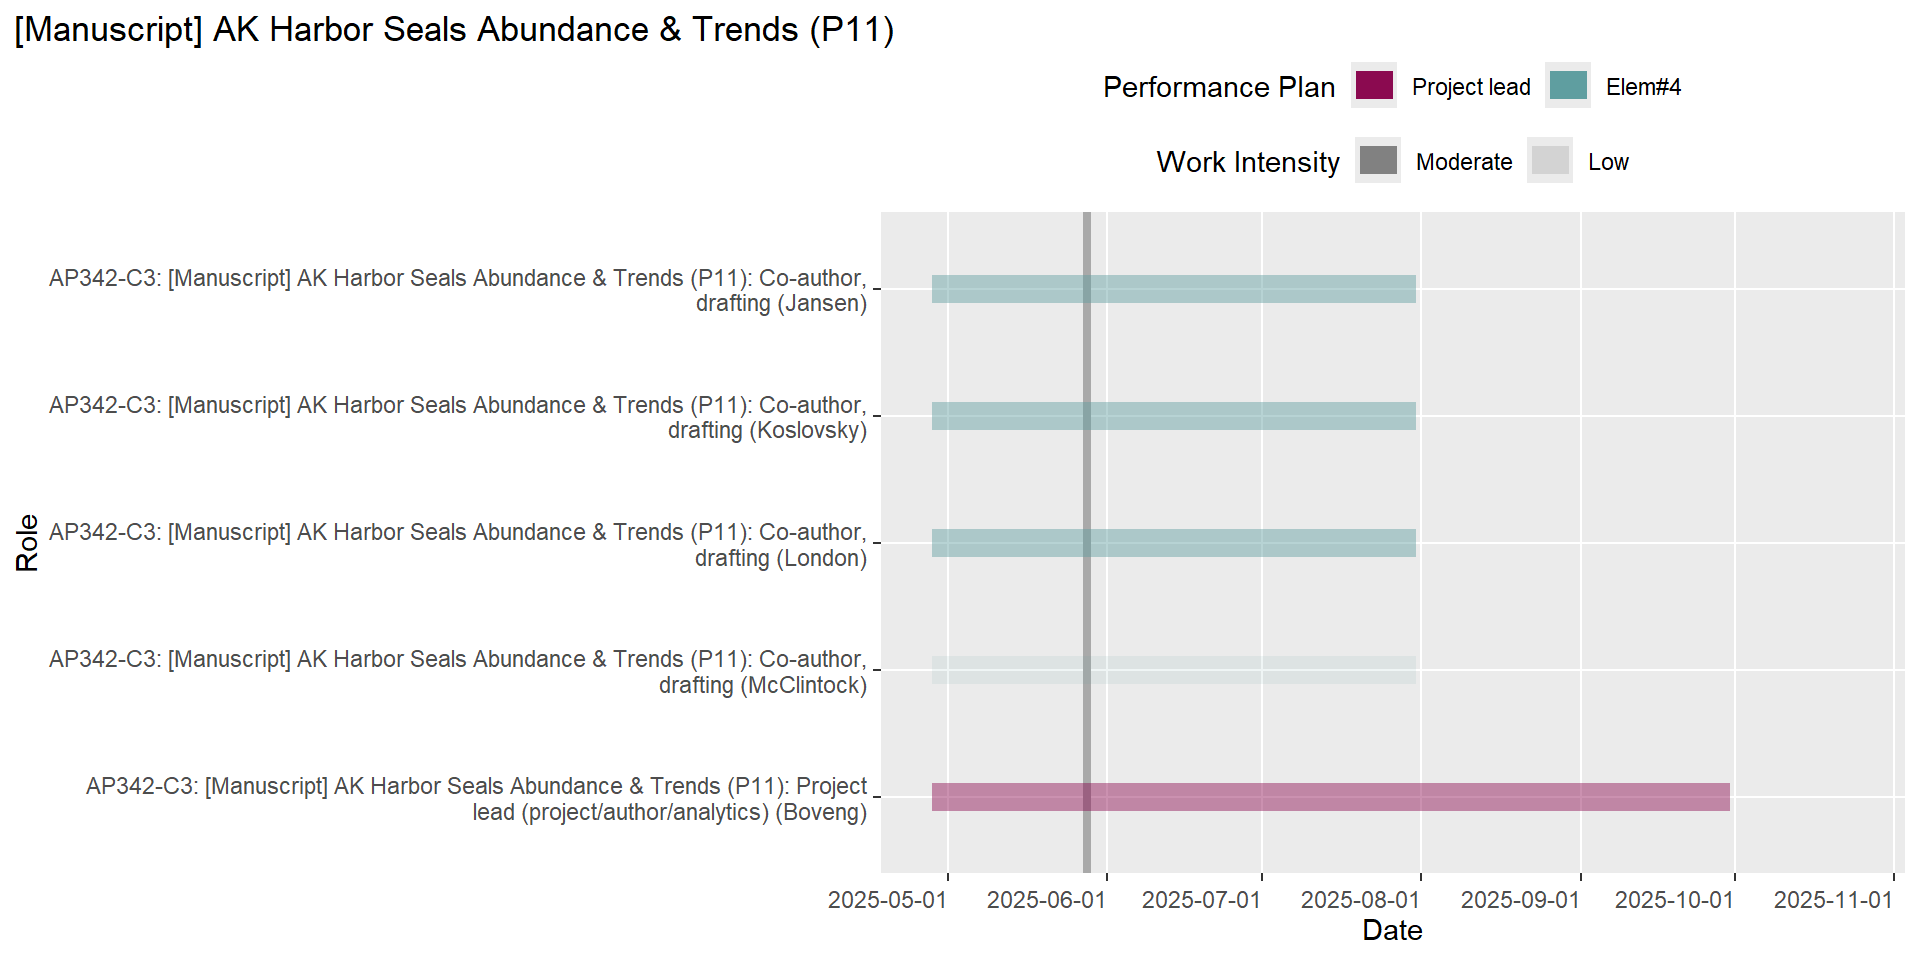 [Manuscript] AK Harbor Seals Abundance & Trends (P11)
Performance Plan Project lead Elem#4
Work Intensity Moderate Low
AP342-C3: [Manuscript] AK Harbor Seals Abundance & Trends (P11): Co-author,
drafting (Jansen)
AP342-C3: [Manuscript] AK Harbor Seals Abundance & Trends (P11): Co-author,
drafting (Koslovsky)
Role
AP342-C3: [Manuscript] AK Harbor Seals Abundance & Trends (P11): Co-author,
drafting (London)
AP342-C3: [Manuscript] AK Harbor Seals Abundance & Trends (P11): Co-author,
drafting (McClintock)
AP342-C3: [Manuscript] AK Harbor Seals Abundance & Trends (P11): Project
lead (project/author/analytics) (Boveng)
2025-05-01 2025-06-01 2025-07-01 2025-08-01 2025-09-01 2025-10-01 2025-11-01
Date